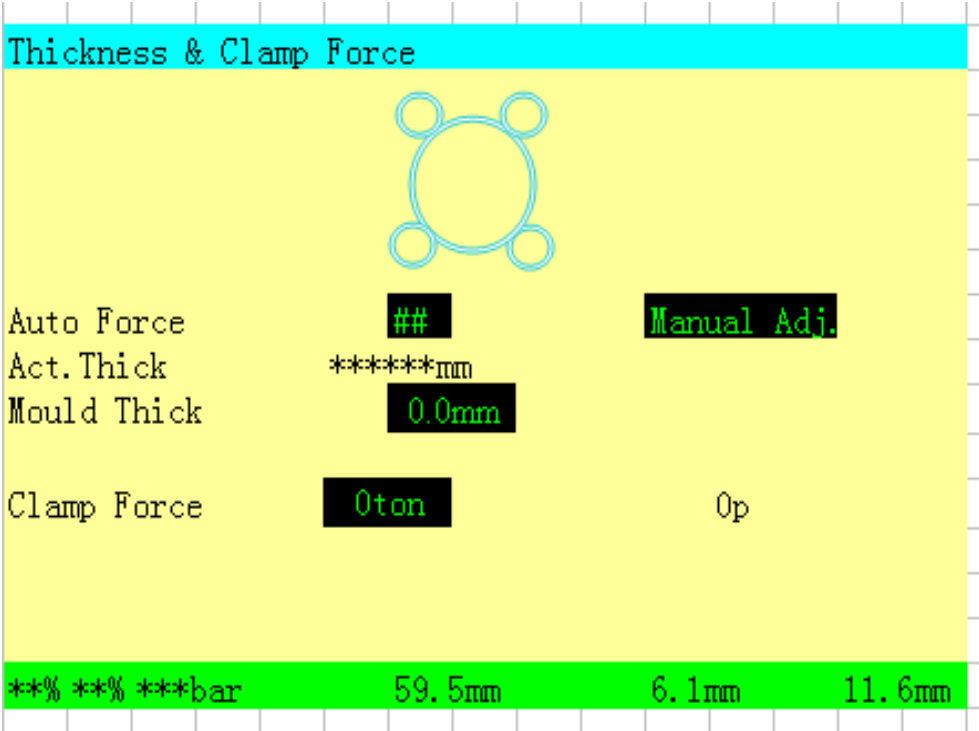 Thickness & Clamp Force
Auto Force ## Manual Adj.
Act.Thick ******mm
Mould Thick 0.0mm
Clamp Force 0ton 0p
**% **% ***bar 59.5mm 6.1mm 11.6mm